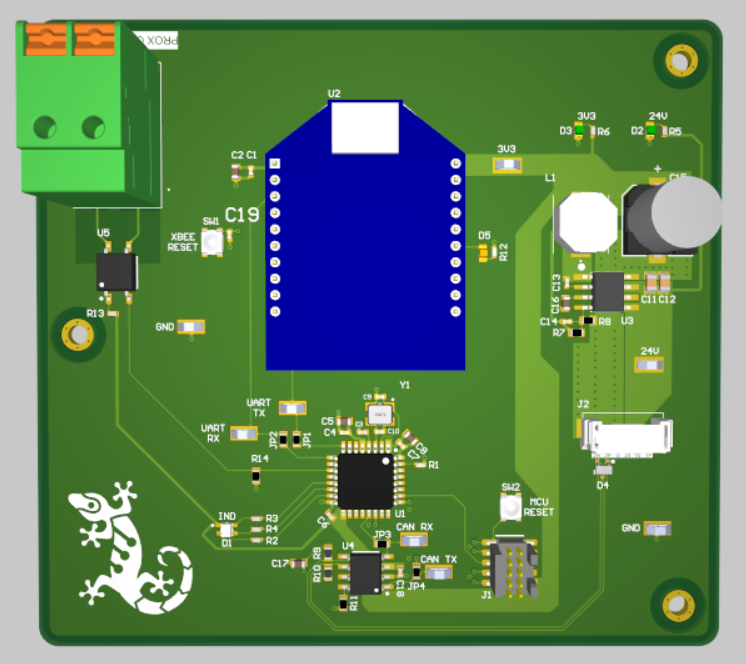 PROX
U2
3V3
24V
D3
R6
D2
R5
3V3
C2 C1
+
L1
C19
SW1
XBEE
RESET
U5
D5
R12
C13
C16
C11
C12
R13
GND
C14
R8
R7
U3
24V
Y1
J2
UART
TX
C9
C5
C4
C3
C10
UART
RX
JP2
JP1
C8
C7
R14
R1
D4
SW2
MCU
RESET
IND
R3
R4
R2
D1
C6
U1
CAN RX
GND
JP3
U4
R9
C17
R10
CAN TX
C18
JP4
R11
J1